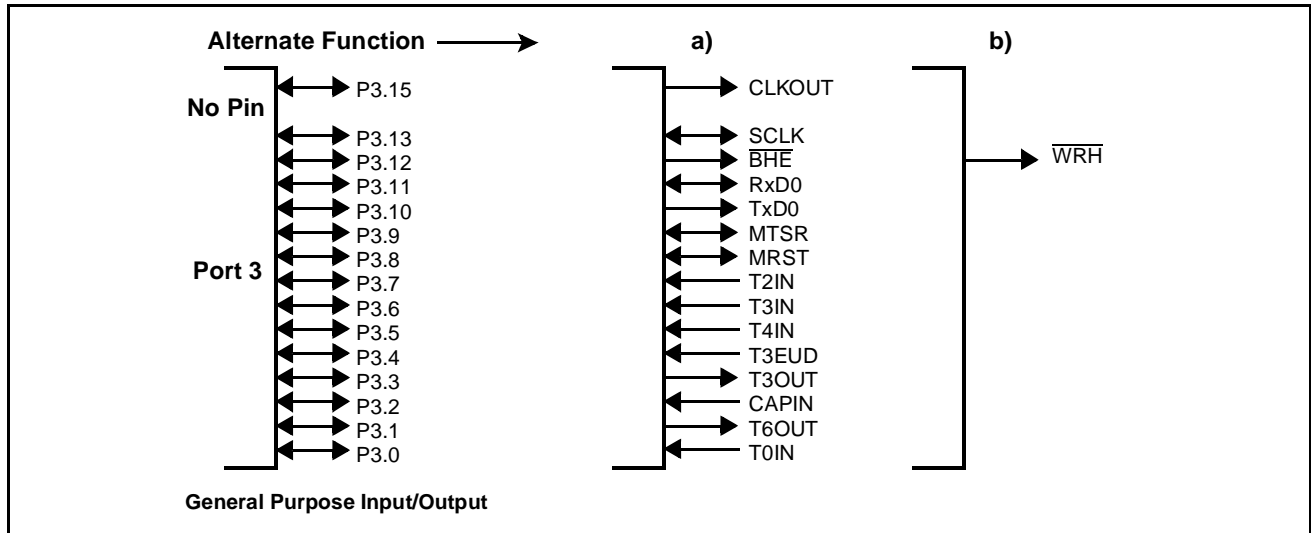 Alternate Function a) b)
P3.15 CLKOUT
No Pin
P3.13 SCLK
P3.12 B̅H̅E̅ W̅R̅H̅
P3.11 RxD0
P3.10 TxD0
P3.9 MTSR
P3.8 MRST
Port 3
P3.7 T2IN
P3.6 T3IN
P3.5 T4IN
P3.4 T3EUD
P3.3 T3OUT
P3.2 CAPIN
P3.1 T6OUT
P3.0 T0IN
General Purpose Input/Output